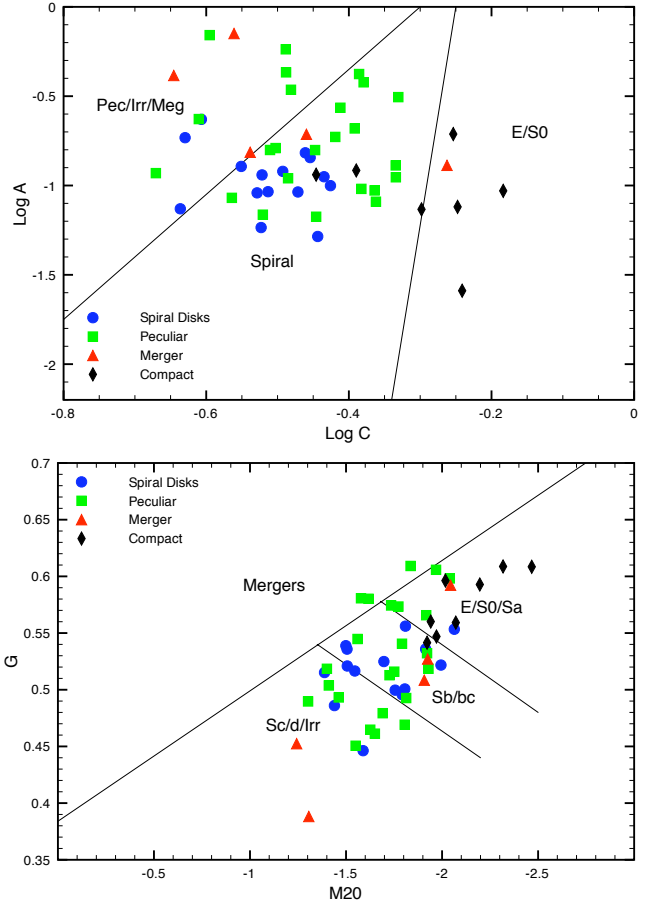 0
-0.5
-1
-1.5
-2
Log A
Pec/Irr/Meg
E/S0
Spiral
Spiral Disks
Peculiar
Merger
Compact
-0.8
-0.6
-0.4
-0.2
0
Log C
0.7
0.65
0.6
0.55
0.5
0.45
0.4
0.35
G
Spiral Disks
Peculiar
Merger
Compact
Mergers
E/S0/Sa
Sb/bc
Sc/d/Irr
-0.5
-1
-1.5
-2
-2.5
M20